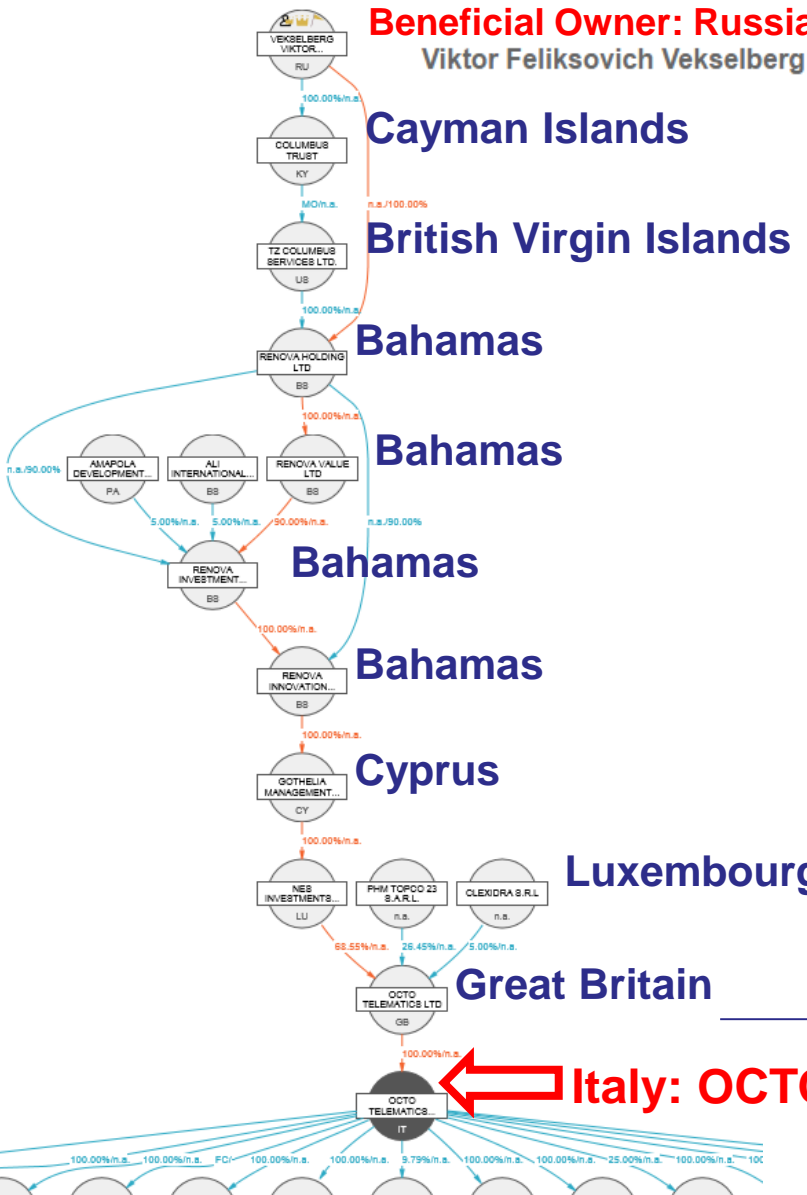 Beneficial Owner: Russia
Viktor Feliksovich Vekselberg
VEKSELBERG
VIKTOR...
RU
100.00%/n.a.
Cayman Islands
COLUMBUS
TRUST
KY
MO/n.a.
n.a./100.00%
British Virgin Islands
TZ COLUMBUS
SERVICES LTD.
US
100.00%/n.a.
Bahamas
RENOVA HOLDING
LTD
BS
100.00%/n.a.
Bahamas
n.a./90.00%
AMAPOLA
DEVELOPMENT...
PA
ALI
INTERNATIONAL...
BS
RENOVA VALUE
LTD
BS
5.00%/n.a.
5.00%/n.a.
90.00%/n.a.
n.a./90.00%
Bahamas
RENOVA
INVESTMENT...
BS
100.00%/n.a.
Bahamas
RENOVA
INNOVATION...
BS
100.00%/n.a.
Cyprus
GOTHELIA
MANAGEMENT...
CY
100.00%/n.a.
Luxembourg
NES
INVESTMENTS...
LU
PHM TOPCO 23
S.A.R.L.
n.a.
CLEXIDRA S.R.L
n.a.
68.55%/n.a.
26.45%/n.a.
5.00%/n.a.
Great Britain
OCTO
TELEMATICS LTD
GB
100.00%/n.a.
Italy: OCTO
OCTO
TELEMATICS...
IT
100.00%/n.a.
100.00%/n.a.
FC/-
100.00%/n.a.
100.00%/n.a.
9.79%/n.a.
100.00%/n.a.
100.00%/n.a.
25.00%/n.a.
100.00%/n.a.
100